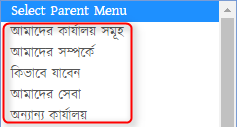 Select Parent Menu
আমাদের কার্যালয় সমূহ
আমাদের সম্পর্কে
কিভাবে যাবেন
আমাদের সেবা
অন্যান্য কার্যালয়